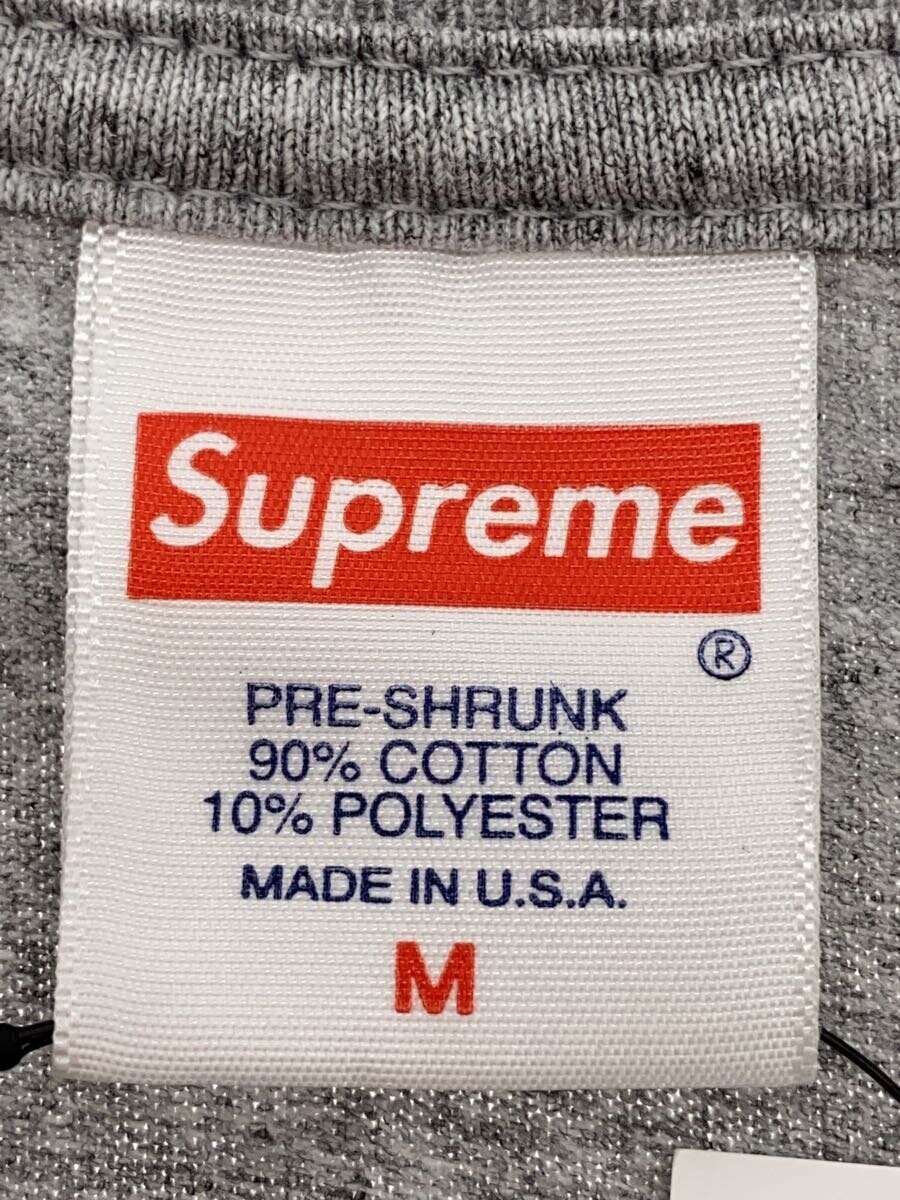 Supreme
®
PRE-SHRUNK
90% COTTON
10% POLYESTER
MADE IN U.S.A.
M